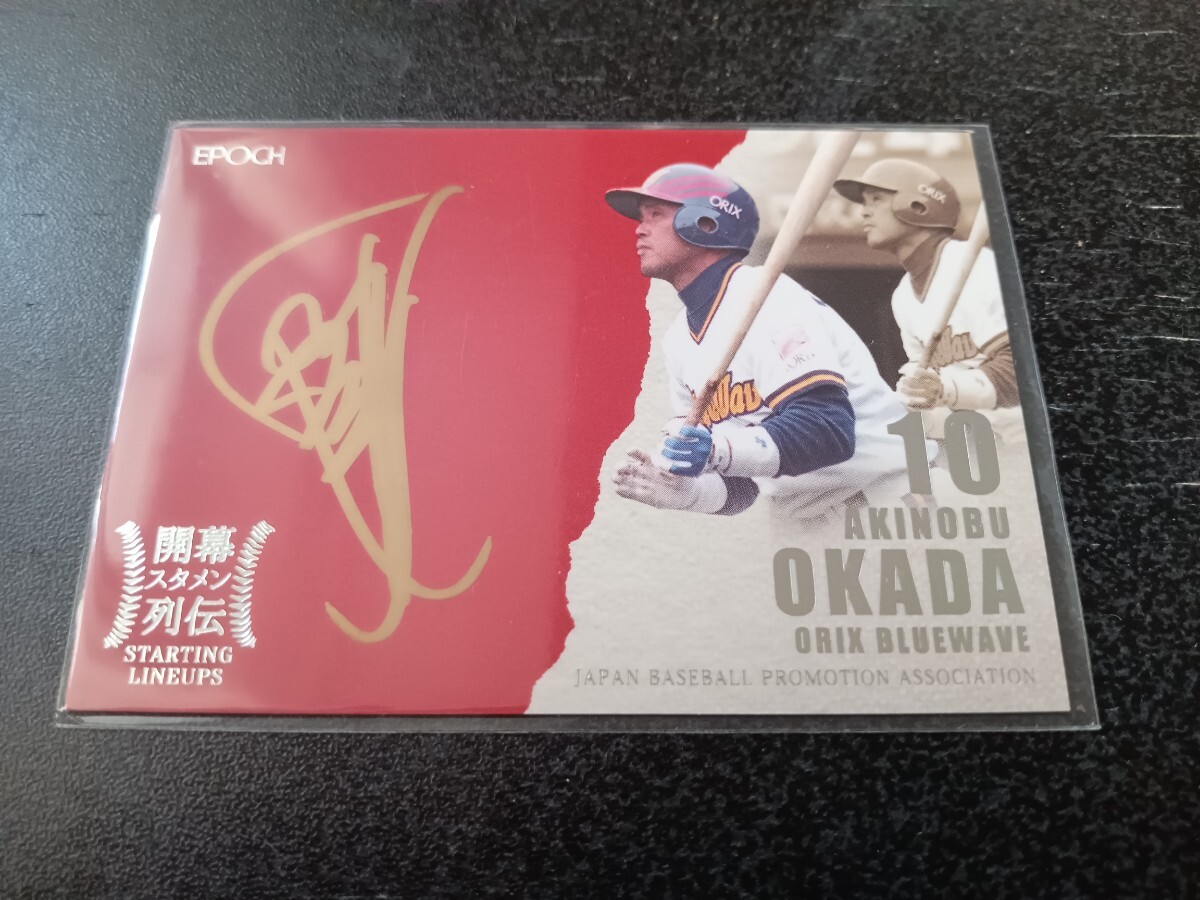 EPOCH
ORIX
ORIX
10
AKINOBU
OKADA
ORIX BLUEWAVE
JAPAN BASEBALL PROMOTION ASSOCIATION
開幕
スタメン
列伝
STARTING
LINEUPS